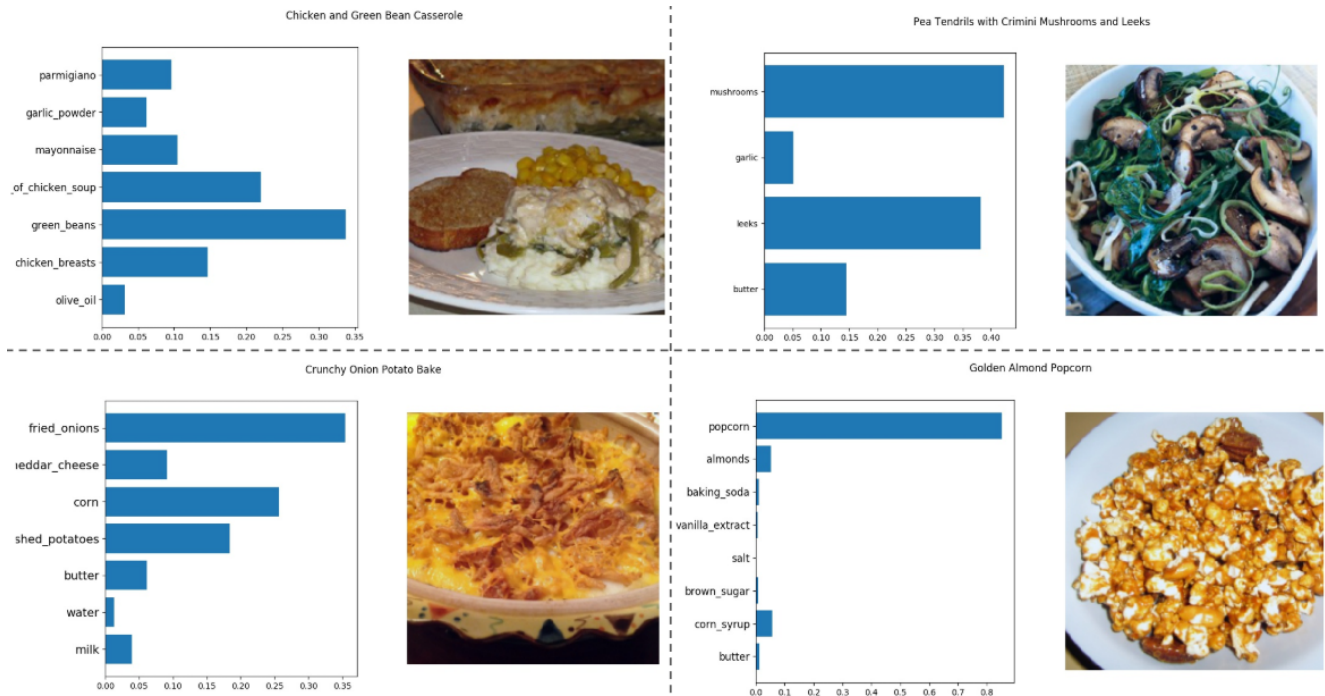 Chicken and Green Bean Casserole
parmigiano
garlic_powder
mayonnaise
_of_chicken_soup
green_beans
chicken_breasts
olive_oil
0.00 0.05 0.10 0.15 0.20 0.25 0.30 0.35
Pea Tendrils with Crimini Mushrooms and Leeks
mushrooms
garlic
leeks
butter
0.00 0.05 0.10 0.15 0.20 0.25 0.30 0.35 0.40
Crunchy Onion Potato Bake
fried_onions
heddar_cheese
corn
shed_potatoes
butter
water
milk
0.00 0.05 0.10 0.15 0.20 0.25 0.30 0.35
Golden Almond Popcorn
popcorn
almonds
baking_soda
vanilla_extract
salt
brown_sugar
corn_syrup
butter
0.0 0.1 0.2 0.3 0.4 0.5 0.6 0.7 0.8